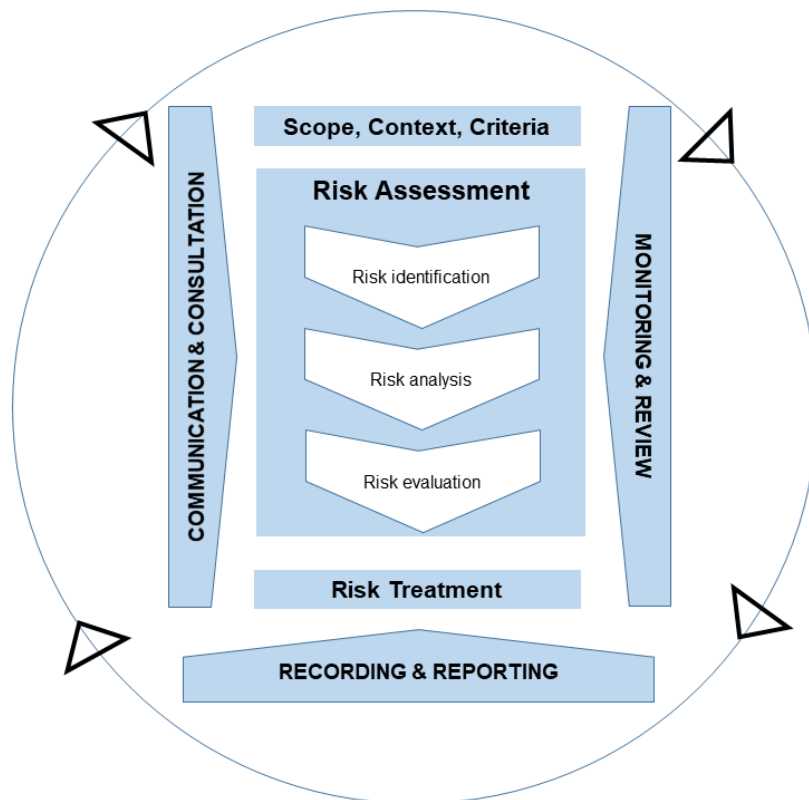 Scope, Context, Criteria
Risk Assessment
COMMUNICATION & CONSULTATION
Risk identification
MONITORING & REVIEW
Risk analysis
Risk evaluation
Risk Treatment
RECORDING & REPORTING